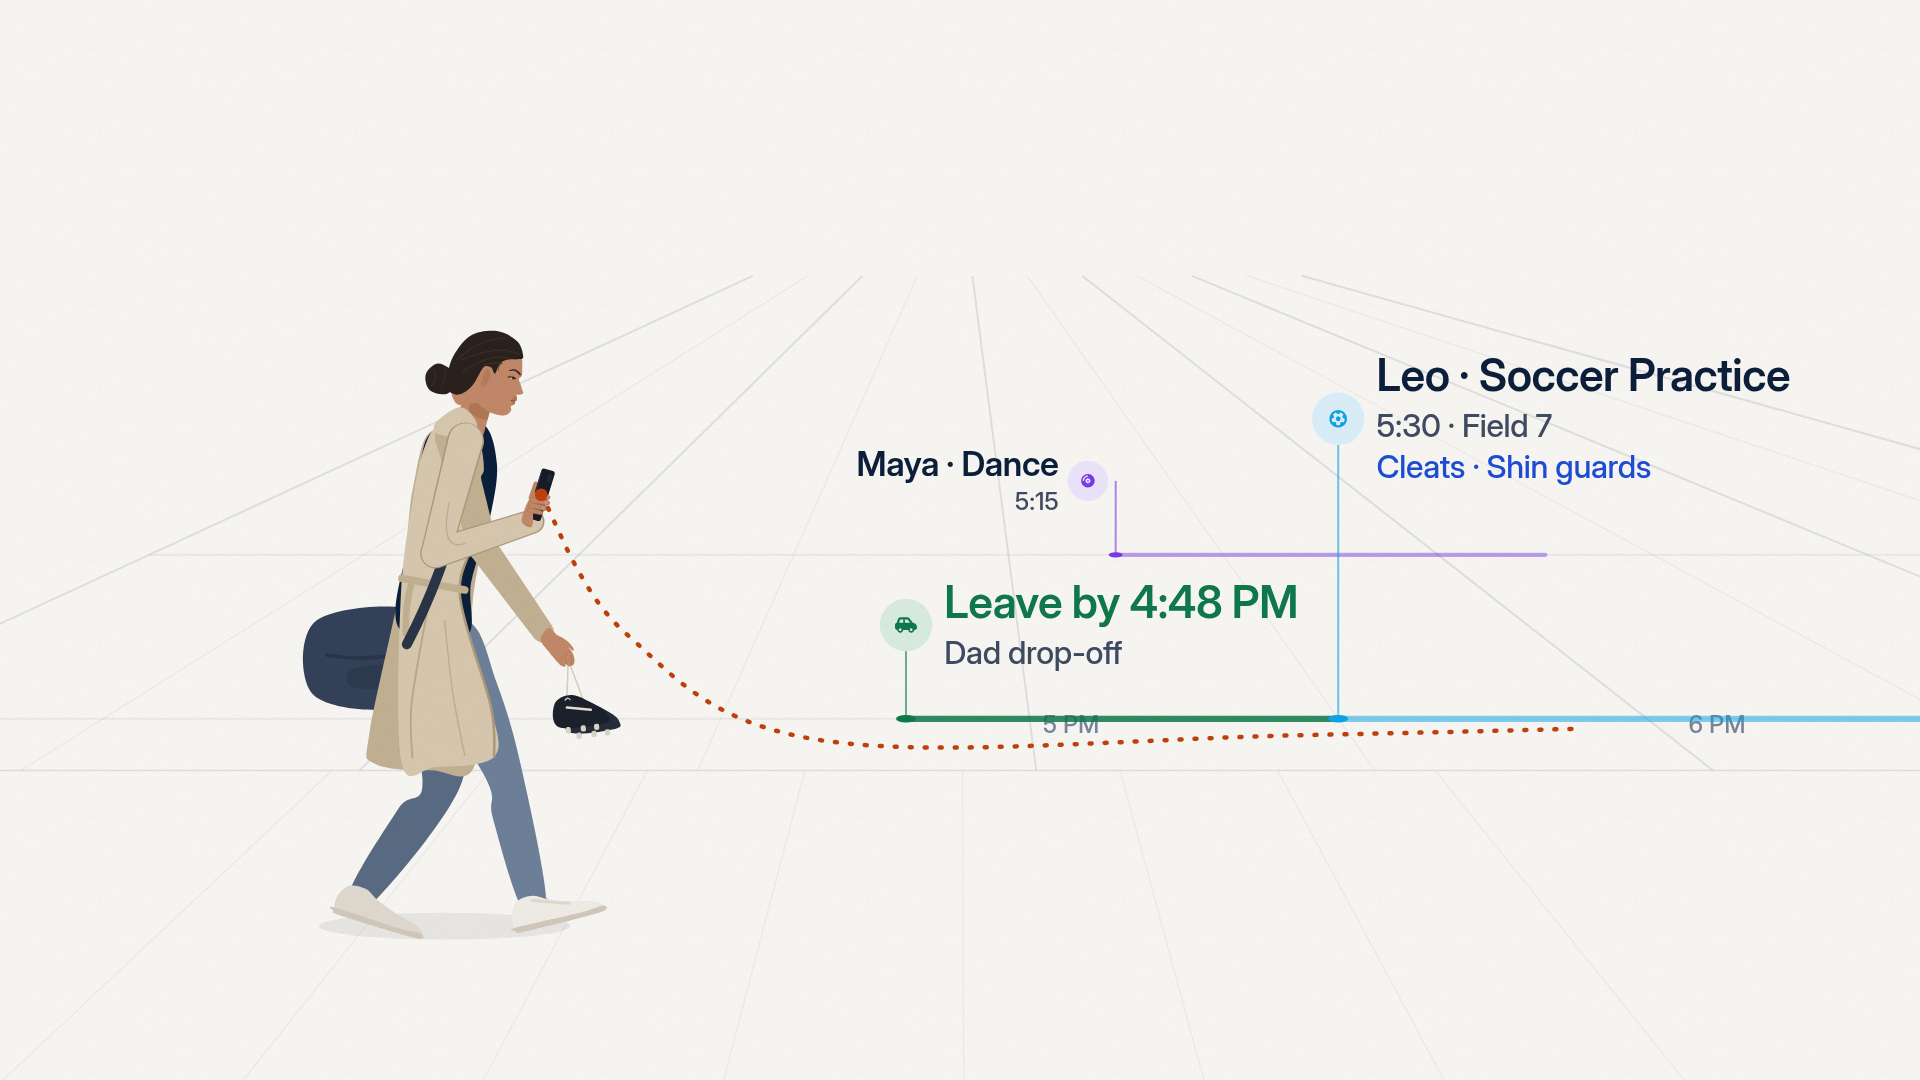 Leo · Soccer Practice
5:30 · Field 7
Cleats · Shin guards
Maya · Dance
5:15
Leave by 4:48 PM
Dad drop-off
5 PM
6 PM